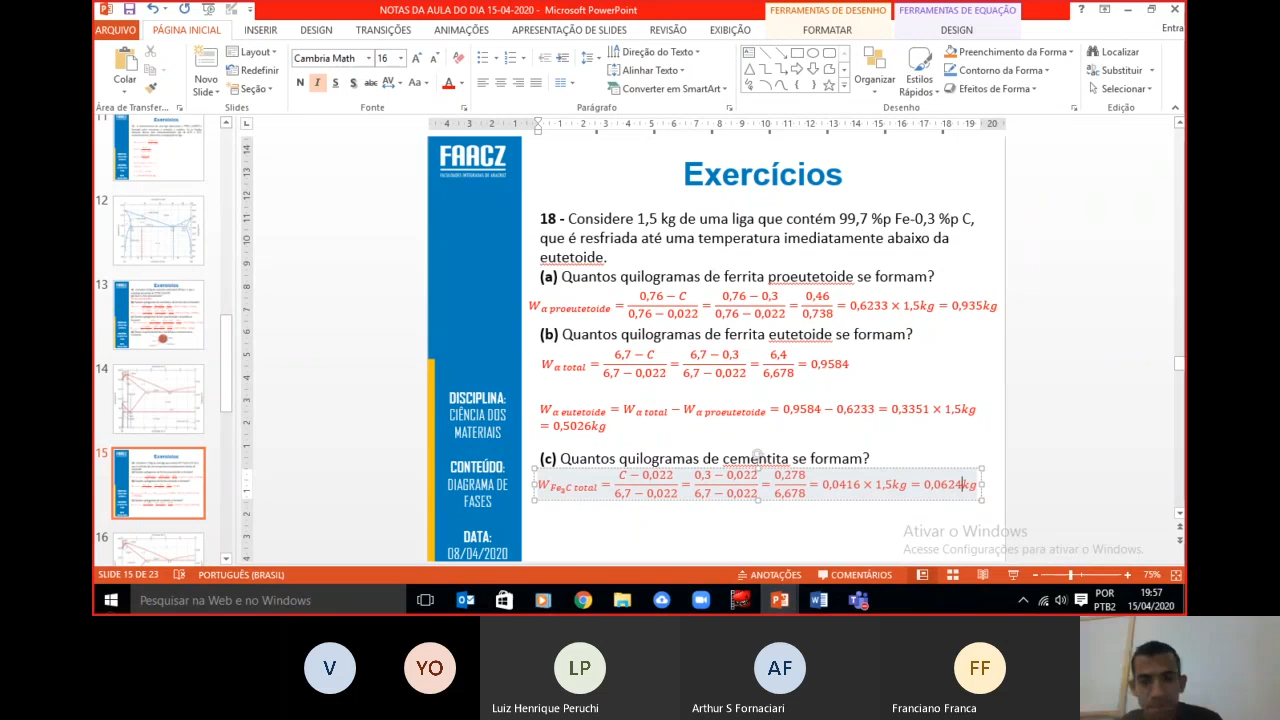 NOTAS DA AULA DO DIA 15-04-2020 - Microsoft PowerPoint
FERRAMENTAS DE DESENHO
FERRAMENTAS DE EQUAÇÃO
ARQUIVO PÁGINA INICIAL INSERIR DESIGN TRANSIÇÕES ANIMAÇÕES APRESENTAÇÃO DE SLIDES REVISÃO EXIBIÇÃO FORMATAR DESIGN Entra
Colar
Novo Slide
Layout
Redefinir
Seção
Cambria Math 16
Direção do Texto
Alinhar Texto
Converter em SmartArt
Organizar
Estilos Rápidos
Preenchimento da Forma
Contorno da Forma
Efeitos de Forma
Localizar
Substituir
Selecionar
Área de Transfer... Slides Fonte Parágrafo Desenho Edição
12
13
14
15
16
FAACZ
DISCIPLINA:
CIÊNCIA DOS
MATERIAIS
CONTEÚDO:
DIAGRAMA DE
FASES
DATA:
08/04/2020
Exercícios
18 - Considere 1,5 kg de uma liga que contém 99,7 %p Fe-0,3 %p C,
que é resfriada até uma temperatura imediatamente abaixo da
eutetoide.
(a) Quantos quilogramas de ferrita proeutetoide se formam?
W α proeutetoide = 0,76 − C / 0,76 − 0,022 = 0,76 − 0,3 / 0,76 − 0,022 = 0,46 / 0,738 = 0,6233 × 1,5kg = 0,935kg
(b) Quantos quilogramas de ferrita eutetoide se formam?
W α total = 6,7 − C / 6,7 − 0,022 = 6,7 − 0,3 / 6,7 − 0,022 = 6,4 / 6,678 = 0,9584
W α eutetoide = W α total − W α proeutetoide = 0,9584 − 0,6233 = 0,3351 × 1,5kg
= 0,5026kg
(c) Quantos quilogramas de cementita se formam?
W Fe3C total = C − 0,022 / 6,7 − 0,022 = 0,3 − 0,022 / 6,7 − 0,022 = 0,278 / 6,678 = 0,0416 × 1,5kg = 0,0624kg
Ativar o Windows
Acesse Configurações para ativar o Windows.
SLIDE 15 DE 23 PORTUGUÊS (BRASIL) ANOTAÇÕES COMENTÁRIOS 75%
Pesquisar na Web e no Windows
POR
PTB2
19:57
15/04/2020
V YO LP AF FF
Luiz Henrique Peruchi Arthur S Fornaciari Franciano Franca